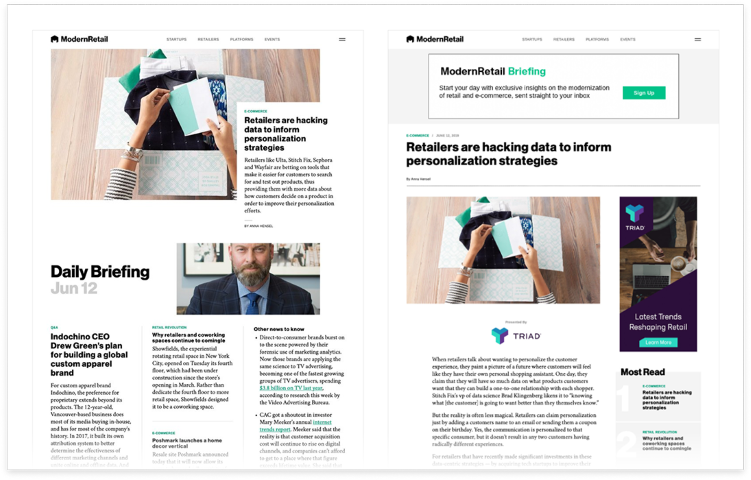 ModernRetail
STARTUPS RETAILERS PLATFORMS EVENTS
E-COMMERCE
Retailers are hacking
data to inform
personalization
strategies
Retailers like Ulta, Stitch Fix, Sephora
and Wayfair are betting on tools that
make it easier for customers to search
for and test out products, thus
providing them with more data about
how customers decide on a product in
order to improve their personalization
efforts.
BY ANNA HENSEL
Daily Briefing
Jun 12
Q&A
Indochino CEO
Drew Green's plan
for building a global
custom apparel
brand
For custom apparel brand
Indochino, the preference for
proprietary extends beyond its
products. The 12-year-old,
Vancouver-based business does
most of its media buying in-house,
and has for most of the company's
history. In 2017, it built its own
attribution system to better
determine the effectiveness of
different marketing channels and
RETAIL REVOLUTION
Why retailers and coworking
spaces continue to comingle
Showfields, the experiential
rotating retail space in New York
City, opened on Tuesday its fourth
floor, which had been under
construction since the store's
opening in March. Rather than
dedicate the fourth floor to more
retail space, Showfields designed
it to be a coworking space.
E-COMMERCE
Poshmark launches a home
decor vertical
Resale site Poshmark announced
today that it will now allow its
Other news to know
• Direct-to-consumer brands burst on
to the scene powered by their
forensic use of marketing analytics.
Now those brands are applying the
same science to TV advertising,
becoming one of the fastest growing
groups of TV advertisers, spending
$3.8 billion on TV last year,
according to research this week by
the Video Advertising Bureau.
• CAC got a shoutout in investor
Mary Meeker's annual internet
trends report. Meeker said that the
reality is that customer acquisition
cost will continue to rise on digital
channels, and companies can't afford
to get to a place where that figure
ModernRetail
STARTUPS RETAILERS PLATFORMS EVENTS
ModernRetail Briefing
Start your day with exclusive insights on the modernization
of retail and e-commerce, sent straight to your inbox
Sign Up
E-COMMERCE / JUNE 12, 2019
Retailers are hacking data to inform
personalization strategies
By Anna Hensel
Presented By
TRIAD
When retailers talk about wanting to personalize the customer
experience, they paint a picture of a future where customers will feel
like they have their own personal shopping assistant. One day, they
claim that they will have so much data on what products customers
want that they can build a one-to-one relationship with each shopper.
Stitch Fix's vp of data science Brad Klingenberg likens it to "knowing
what [the customer] is going to want better than they themselves know."
But the reality is often less magical. Retailers can claim personalization
just by adding a customers name to an email or sending them a coupon
on their birthday. Yes, the communication is personalized to that
specific consumer, but it doesn't result in any two customers having
radically different experiences.
For retailers that have recently made significant investments in these
TRIAD
Latest Trends
Reshaping Retail
Learn More
Most Read
1
E-COMMERCE
Retailers are hacking
data to inform
personalization
strategies
2
RETAIL REVOLUTION
Why retailers and
coworking spaces
continue to comingle